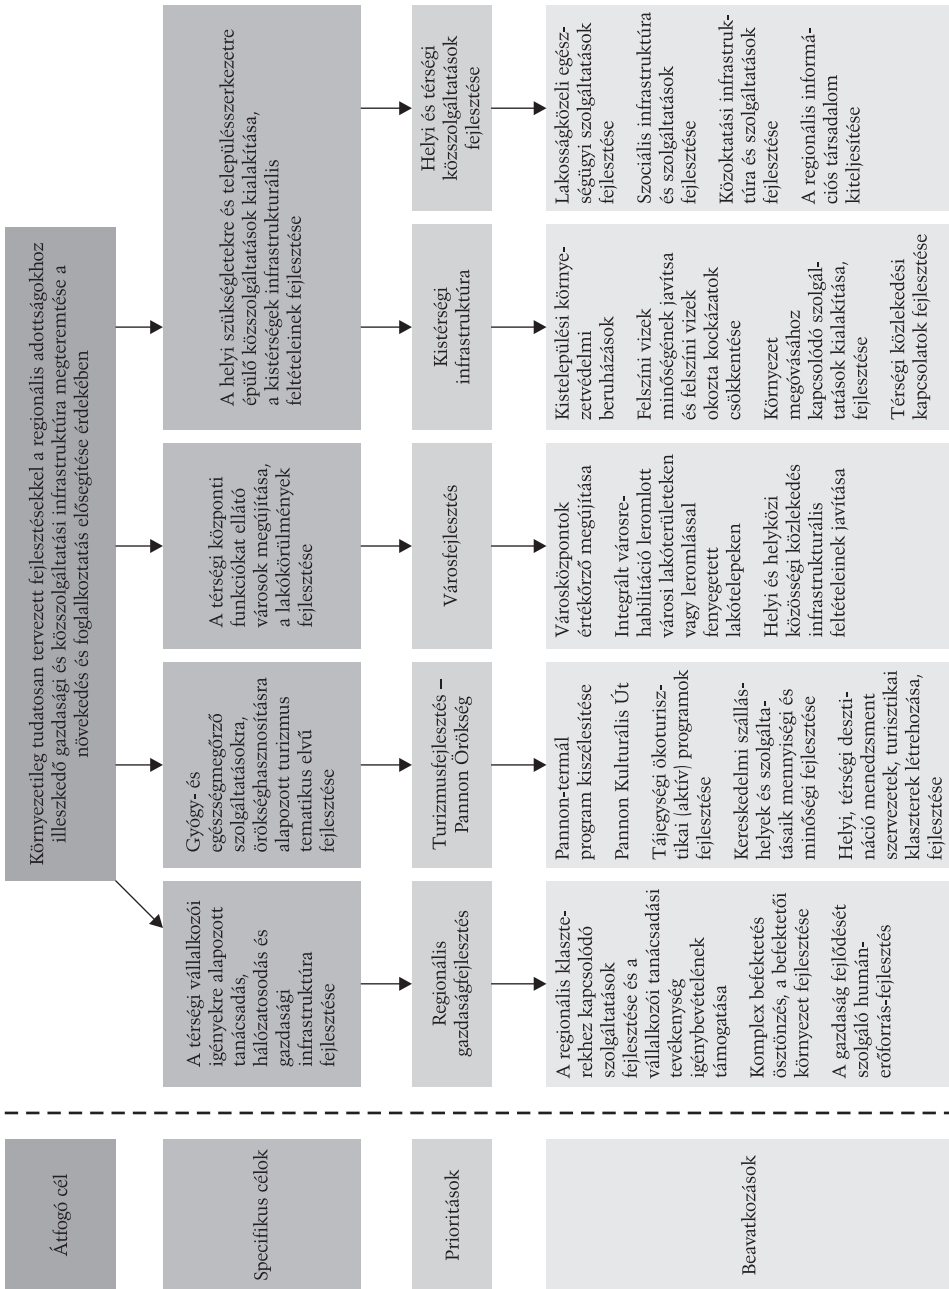 Átfogó cél
Környezetileg tudatosan tervezett fejlesztésekkel a regionális adottságokhoz
illeszkedő gazdasági és közszolgáltatási infrastruktúra megteremtése a
növekedés és foglalkoztatás elősegítése érdekében
Specifikus célok
A térségi vállalkozói
igényekre alapozott
tanácsadás,
hálózatosodás és
gazdasági
infrastruktúra
fejlesztése
Gyógy- és
egészségmegőrző
szolgáltatásokra,
örökséghasznosításra
alapozott turizmus
tematikus elvű
fejlesztése
A térségi központi
funkciókat ellátó
városok megújítása,
a lakókörülmények
fejlesztése
A helyi szükségletekre és településszerkezetre
épülő közszolgáltatások kialakítása,
a kistérségek infrastrukturális
feltételeinek fejlesztése
Prioritások
Regionális
gazdaságfejlesztés
Turizmusfejlesztés –
Pannon Örökség
Városfejlesztés
Kistérségi
infrastruktúra
Helyi és térségi
közszolgáltatások
fejlesztése
Beavatkozások
A regionális klaszte-
rekhez kapcsolódó
szolgáltatások
fejlesztése és a
vállalkozói tanácsadási
tevékenység
igénybevételének
támogatása
Komplex befektetés
ösztönzés, a befektetői
környezet fejlesztése
A gazdaság fejlődését
szolgáló humán-
erőforrás-fejlesztés
Pannon-termál
program kiszélesítése
Pannon Kulturális Út
Tájegységi ökoturisz-
tikai (aktív) programok
fejlesztése
Kereskedelmi szállás-
helyek és szolgálta-
tásaik mennyiségi és
minőségi fejlesztése
Helyi, térségi deszti-
náció menedzsment
szervezetek, turisztikai
klaszterek létrehozása,
fejlesztése
Városközpontok
értékőrző megújítása
Integrált városre-
habilitáció leromlott
városi lakóterületeken
vagy leromlással
fenyegetett
lakótelepeken
Helyi és helyközi
közösségi közlekedés
infrastrukturális
feltételeinek javítása
Kistelepülési környe-
zetvédelmi
beruházások
Felszíni vizek
minőségének javítsa
és felszíni vizek
okozta kockázatok
csökkentése
Környezet
megóvásához
kapcsolódó szolgál-
tatások kialakítása,
fejlesztése
Térségi közlekedési
kapcsolatok fejlesztése
Lakosságközeli egész-
ségügyi szolgáltatások
fejlesztése
Szociális infrastruktúra
és szolgáltatások
fejlesztése
Közoktatási infrastruk-
túra és szolgáltatások
fejlesztése
A regionális informá-
ciós társadalom
kiteljesítése